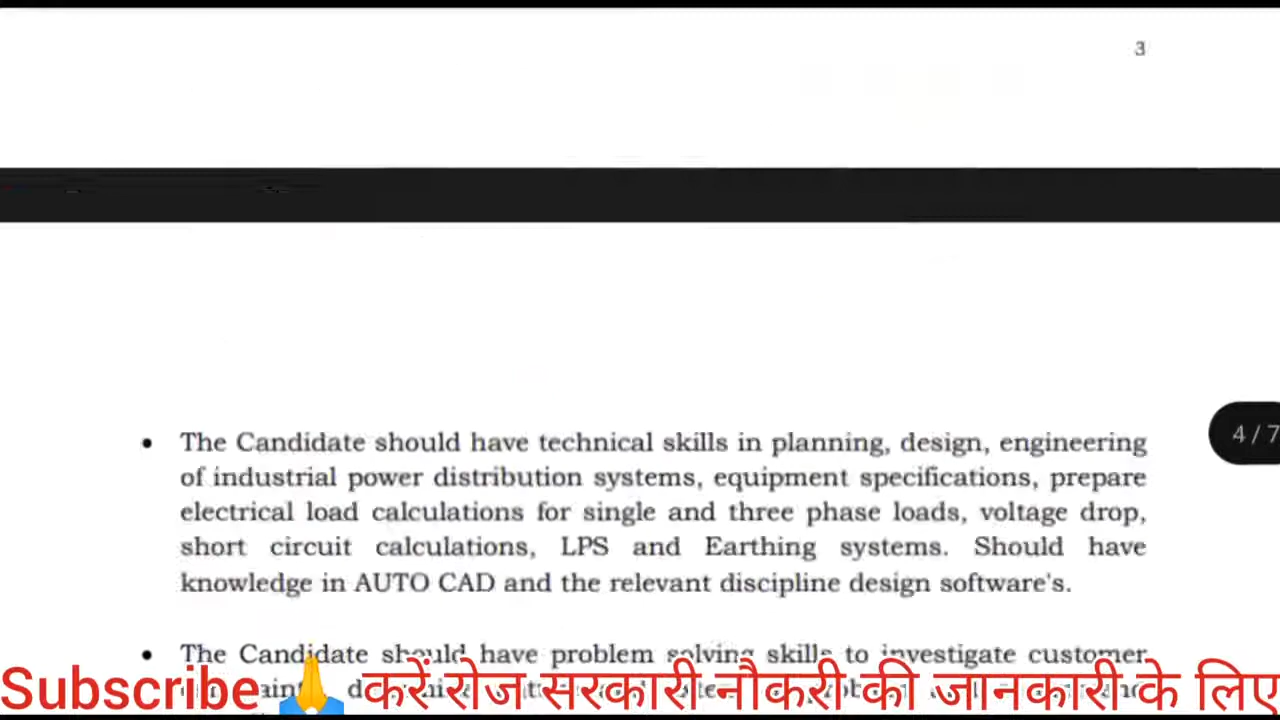 3
4 / 7
• The Candidate should have technical skills in planning, design, engineering
of industrial power distribution systems, equipment specifications, prepare
electrical load calculations for single and three phase loads, voltage drop,
short circuit calculations, LPS and Earthing systems. Should have
knowledge in AUTO CAD and the relevant discipline design software's.
• The Candidate should have problem solving skills to investigate customer
Subscribe 🙏 करें रोज सरकारी नौकरी की जानकारी के लिए